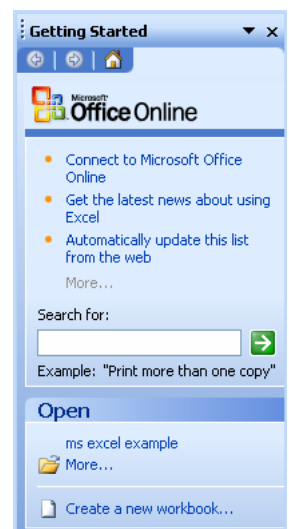 Getting Started
Microsoft
Office Online
Connect to Microsoft Office
Online
Get the latest news about using
Excel
Automatically update this list
from the web
More...
Search for:
Example: "Print more than one copy"
Open
ms excel example
More...
Create a new workbook...